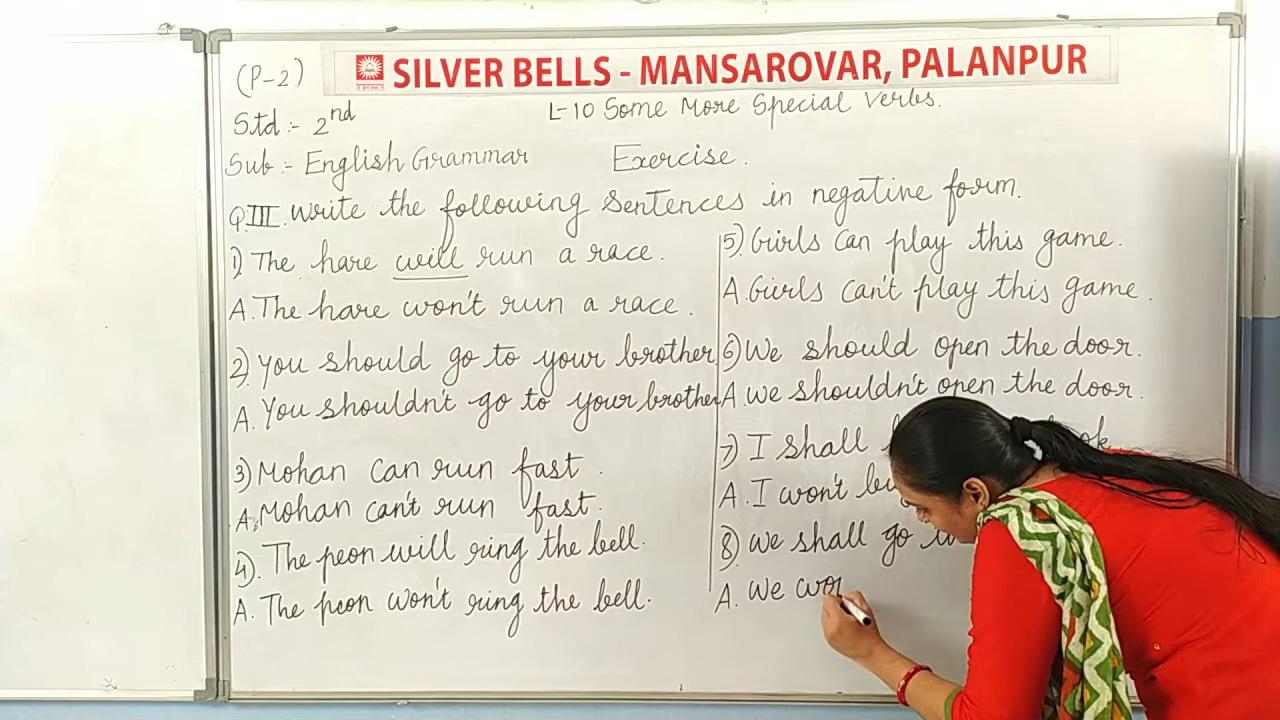 SILVER BELLS - MANSAROVAR, PALANPUR
(P-2)
L-10 Some More Special Verbs.
Std :- 2nd
Sub :- English Grammar
Exercise.
Q.III. Write the following sentences in negative form.
1) The hare will run a race.
A. The hare won't run a race.
2) You should go to your brother.
A. You shouldn't go to your brother
3) Mohan can run fast.
A. Mohan can't run fast.
4) The peon will ring the bell.
A. The peon won't ring the bell.
5) Girls can play this game.
A. Girls can't play this game.
6) We should open the door.
A. We shouldn't open the door.
7) I shall
A. I won't
8) We shall go
A. We wo